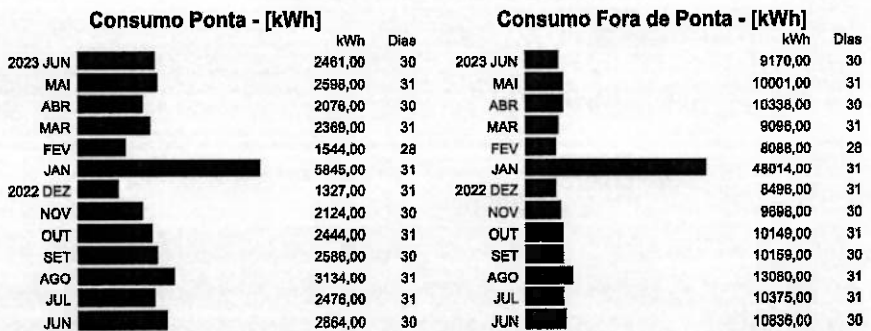 Consumo Ponta - [kWh]
kWh Dias
2023 JUN 2461,00 30
MAI 2598,00 31
ABR 2076,00 30
MAR 2369,00 31
FEV 1544,00 28
JAN 5845,00 31
2022 DEZ 1327,00 31
NOV 2124,00 30
OUT 2444,00 31
SET 2586,00 30
AGO 3134,00 31
JUL 2476,00 31
JUN 2864,00 30
Consumo Fora de Ponta - [kWh]
kWh Dias
2023 JUN 9170,00 30
MAI 10001,00 31
ABR 10338,00 30
MAR 9096,00 31
FEV 8088,00 28
JAN 48014,00 31
2022 DEZ 8496,00 31
NOV 9698,00 30
OUT 10149,00 31
SET 10159,00 30
AGO 13080,00 31
JUL 10375,00 31
JUN 10836,00 30